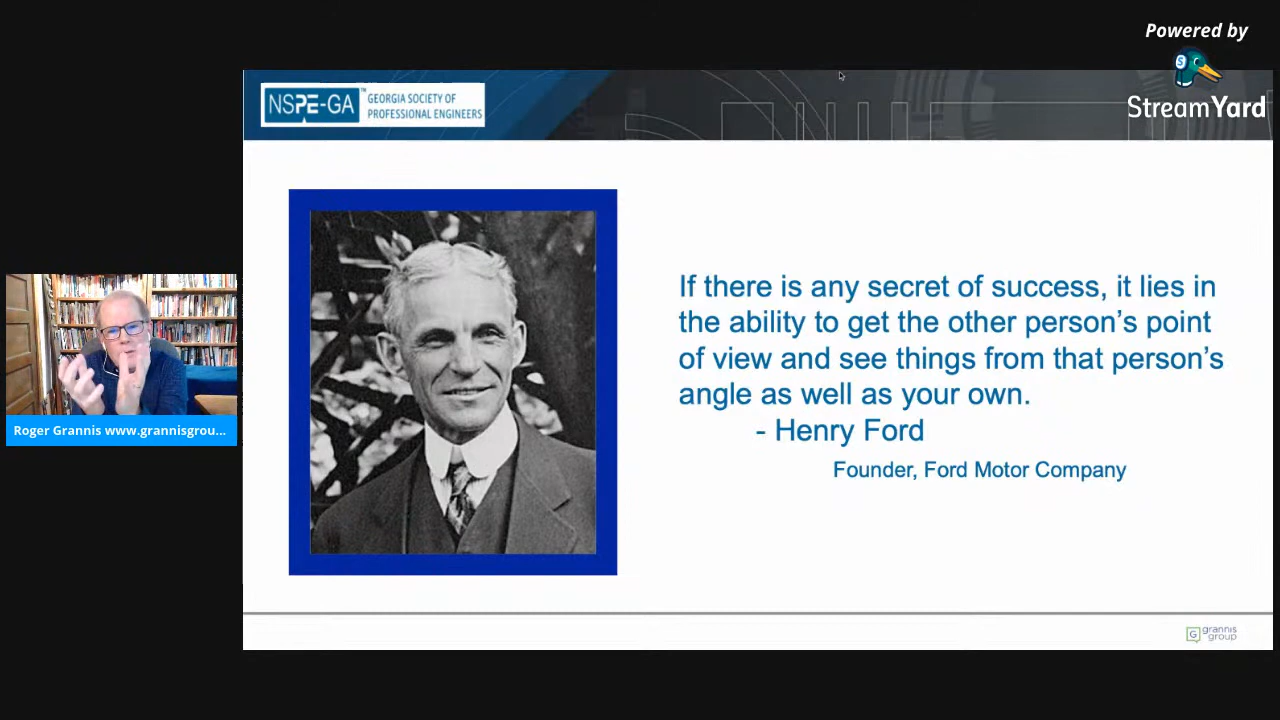 Powered by
StreamYard
NSPE-GA™
GEORGIA SOCIETY OF
PROFESSIONAL ENGINEERS
If there is any secret of success, it lies in
the ability to get the other person’s point
of view and see things from that person’s
angle as well as your own.
- Henry Ford
Founder, Ford Motor Company
Roger Grannis www.grannisgrou...
G grannis
group